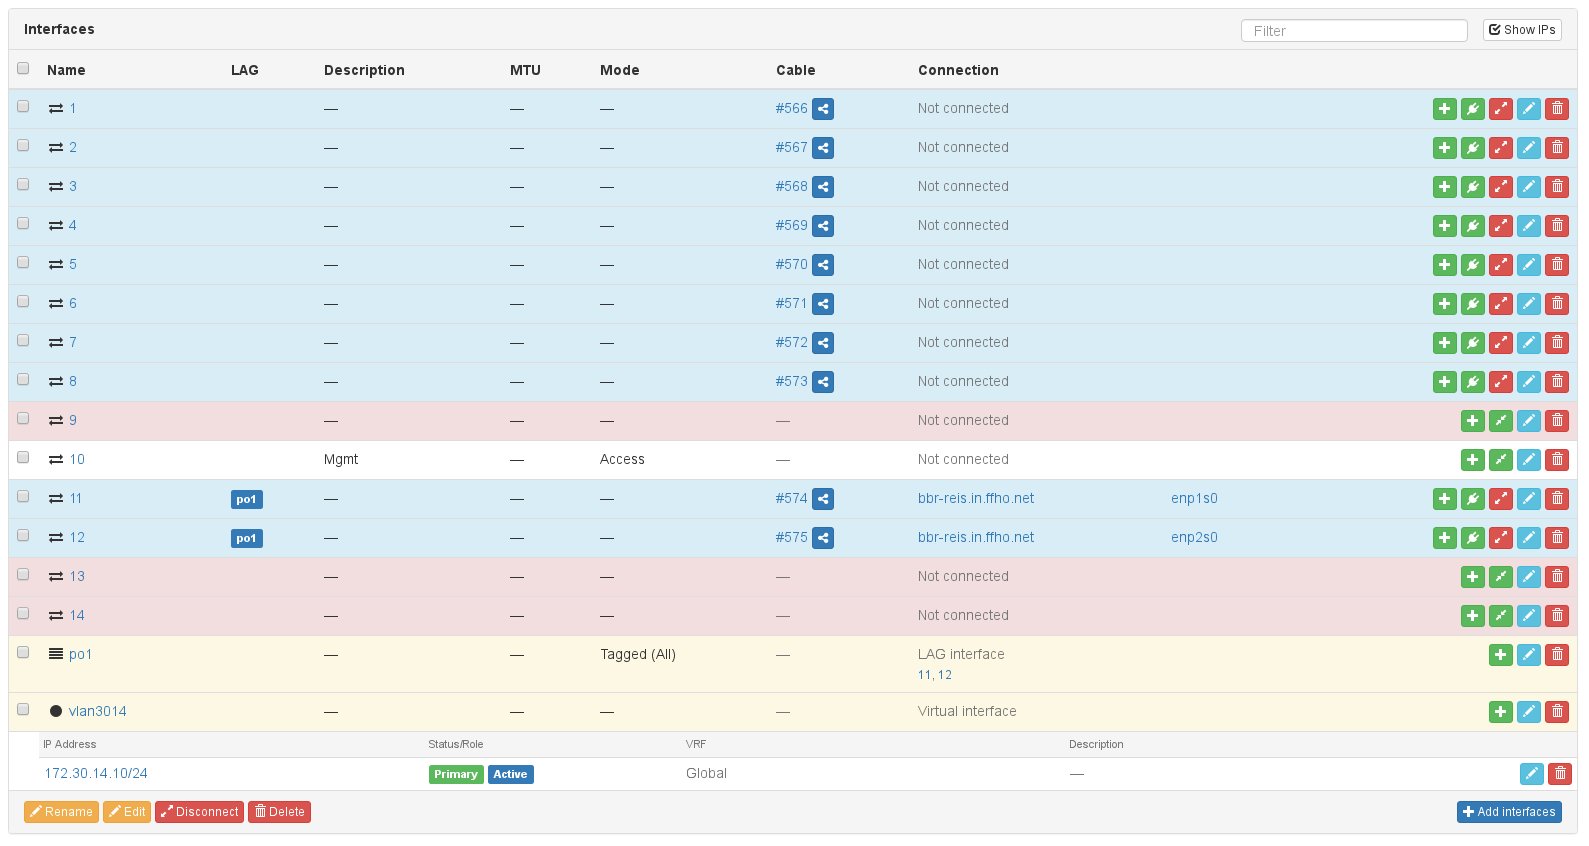 Interfaces Filter Show IPs
Name LAG Description MTU Mode Cable Connection
1 — — — #566 Not connected
2 — — — #567 Not connected
3 — — — #568 Not connected
4 — — — #569 Not connected
5 — — — #570 Not connected
6 — — — #571 Not connected
7 — — — #572 Not connected
8 — — — #573 Not connected
9 — — — — Not connected
10 Mgmt — Access — Not connected
11 po1 — — — #574 bbr-reis.in.ffho.net enp1s0
12 po1 — — — #575 bbr-reis.in.ffho.net enp2s0
13 — — — — Not connected
14 — — — — Not connected
po1 — — Tagged (All) — LAG interface
11, 12
vlan3014 — — — — Virtual interface
IP Address Status/Role VRF Description
172.30.14.10/24 Primary Active Global —
Rename Edit Disconnect Delete Add interfaces